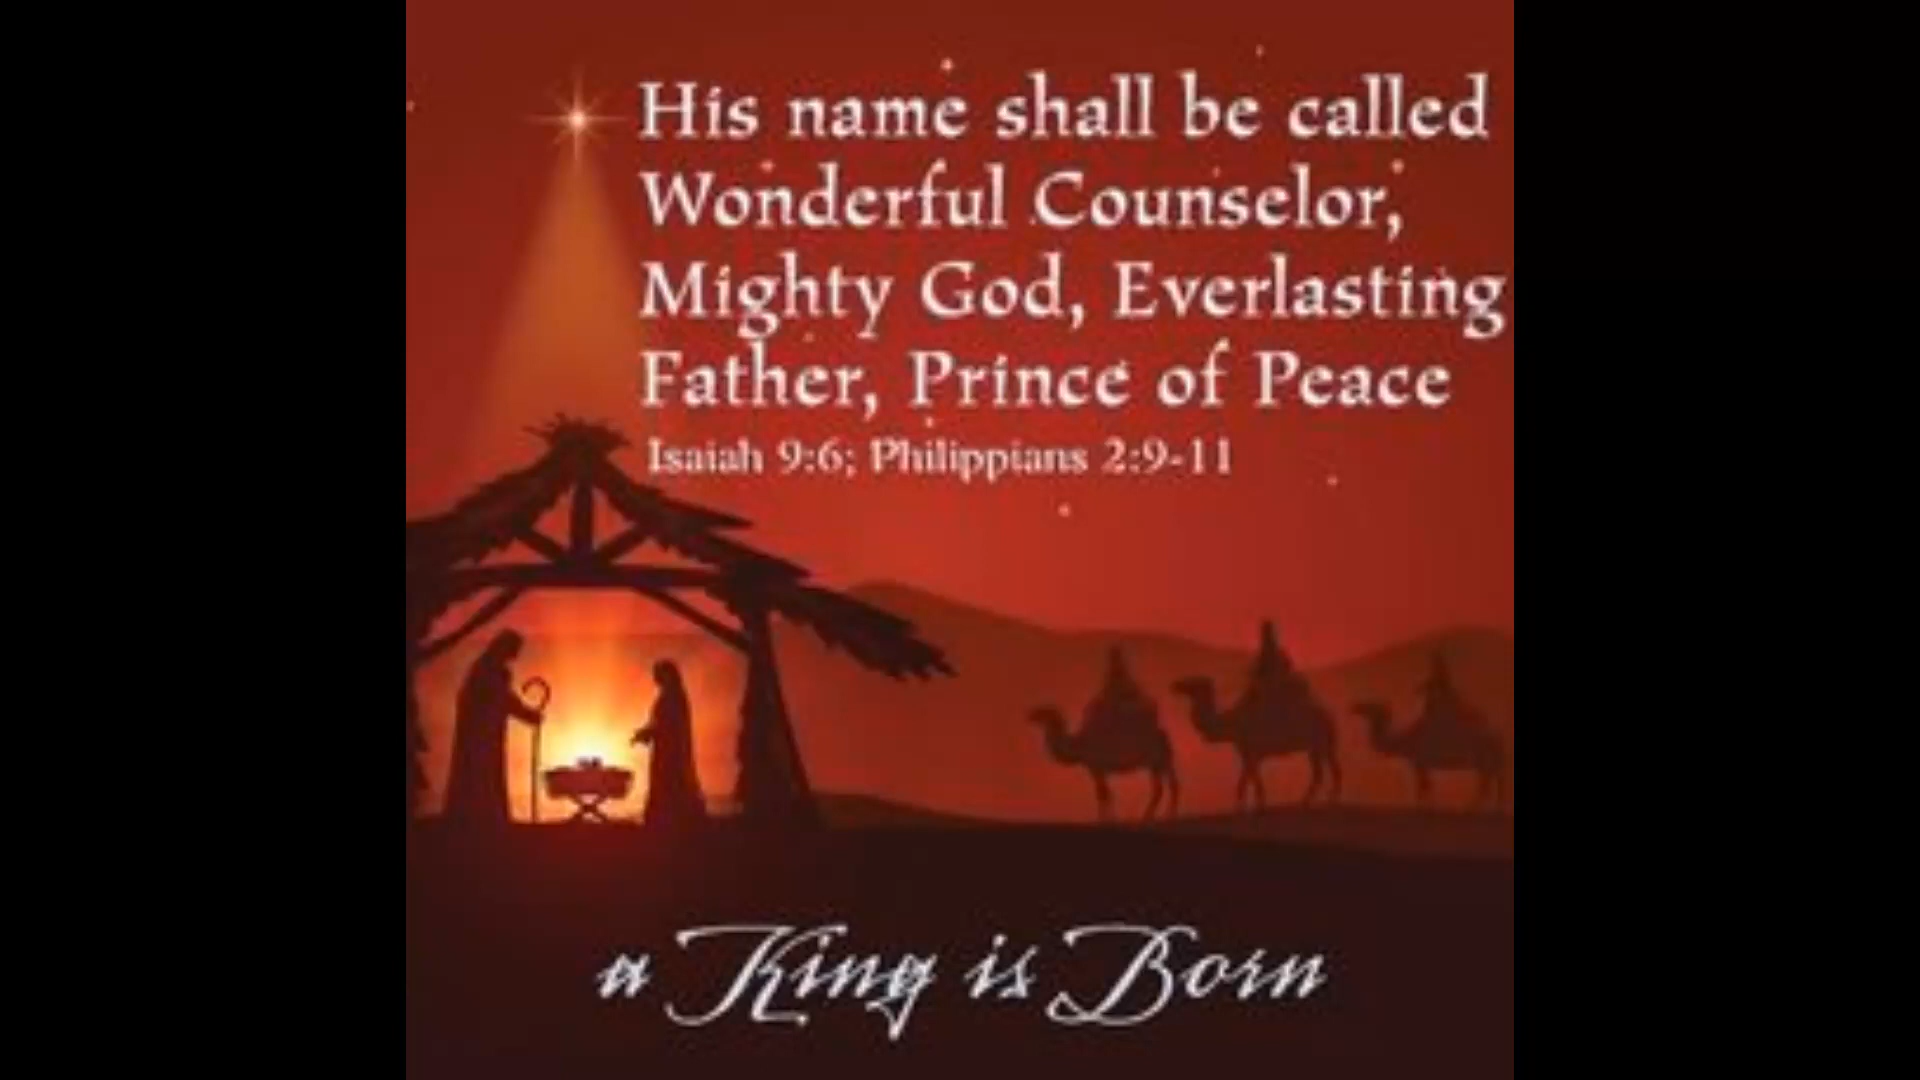 His name shall be called
Wonderful Counselor,
Mighty God, Everlasting
Father, Prince of Peace
Isaiah 9:6; Philippians 2:9-11
a King is Born